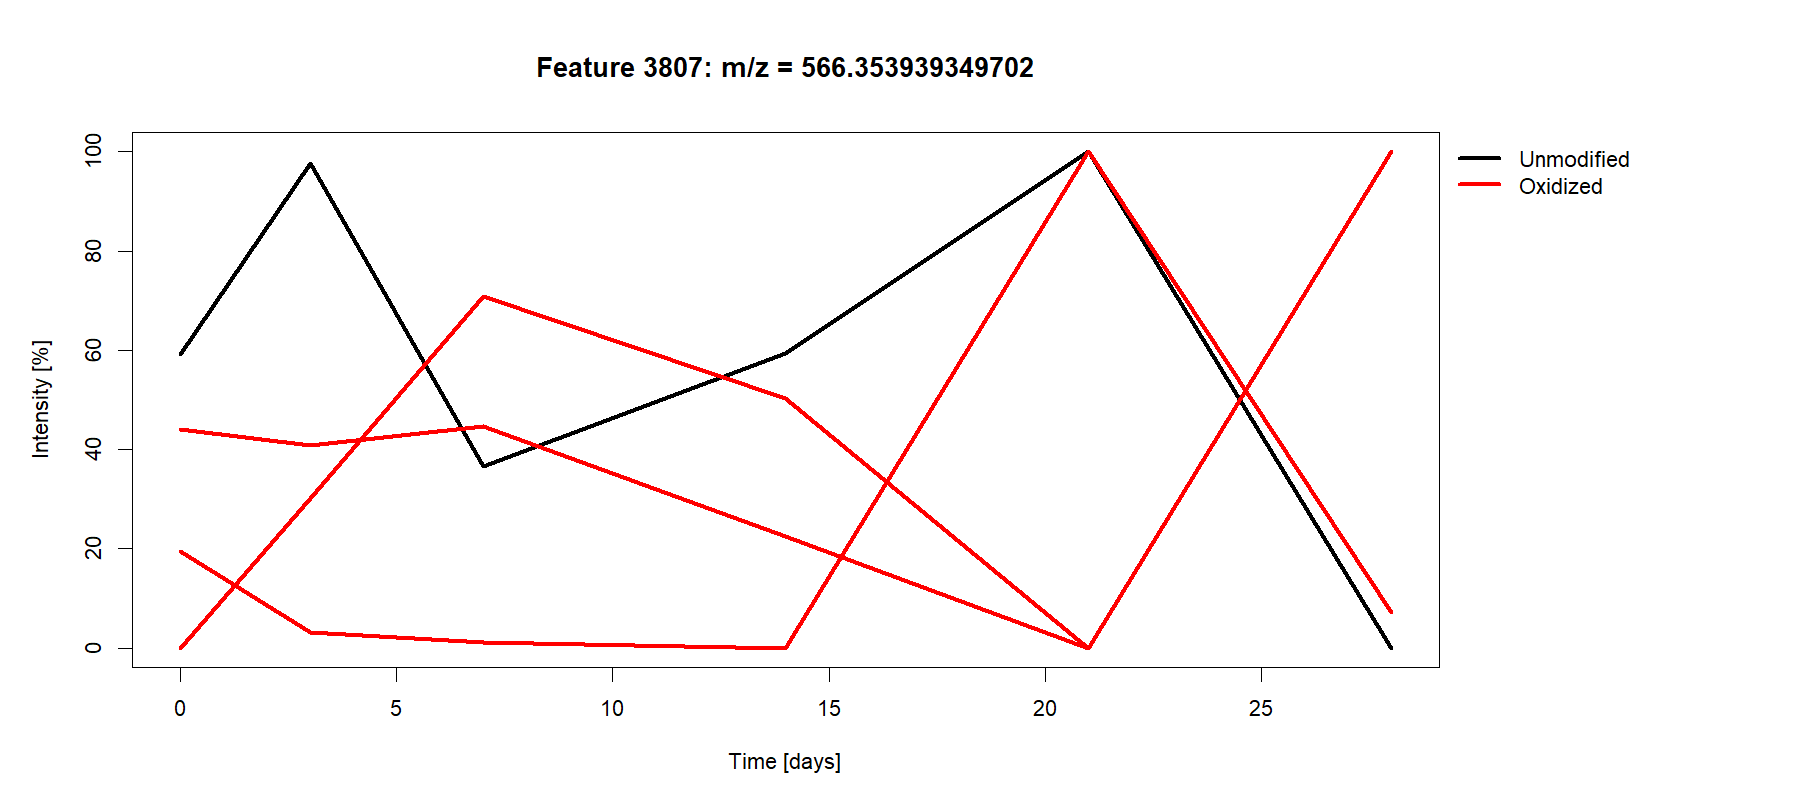 Feature 3807: m/z = 566.353939349702
Unmodified
Oxidized
Intensity [%]
100
80
60
40
20
0
0 5 10 15 20 25
Time [days]